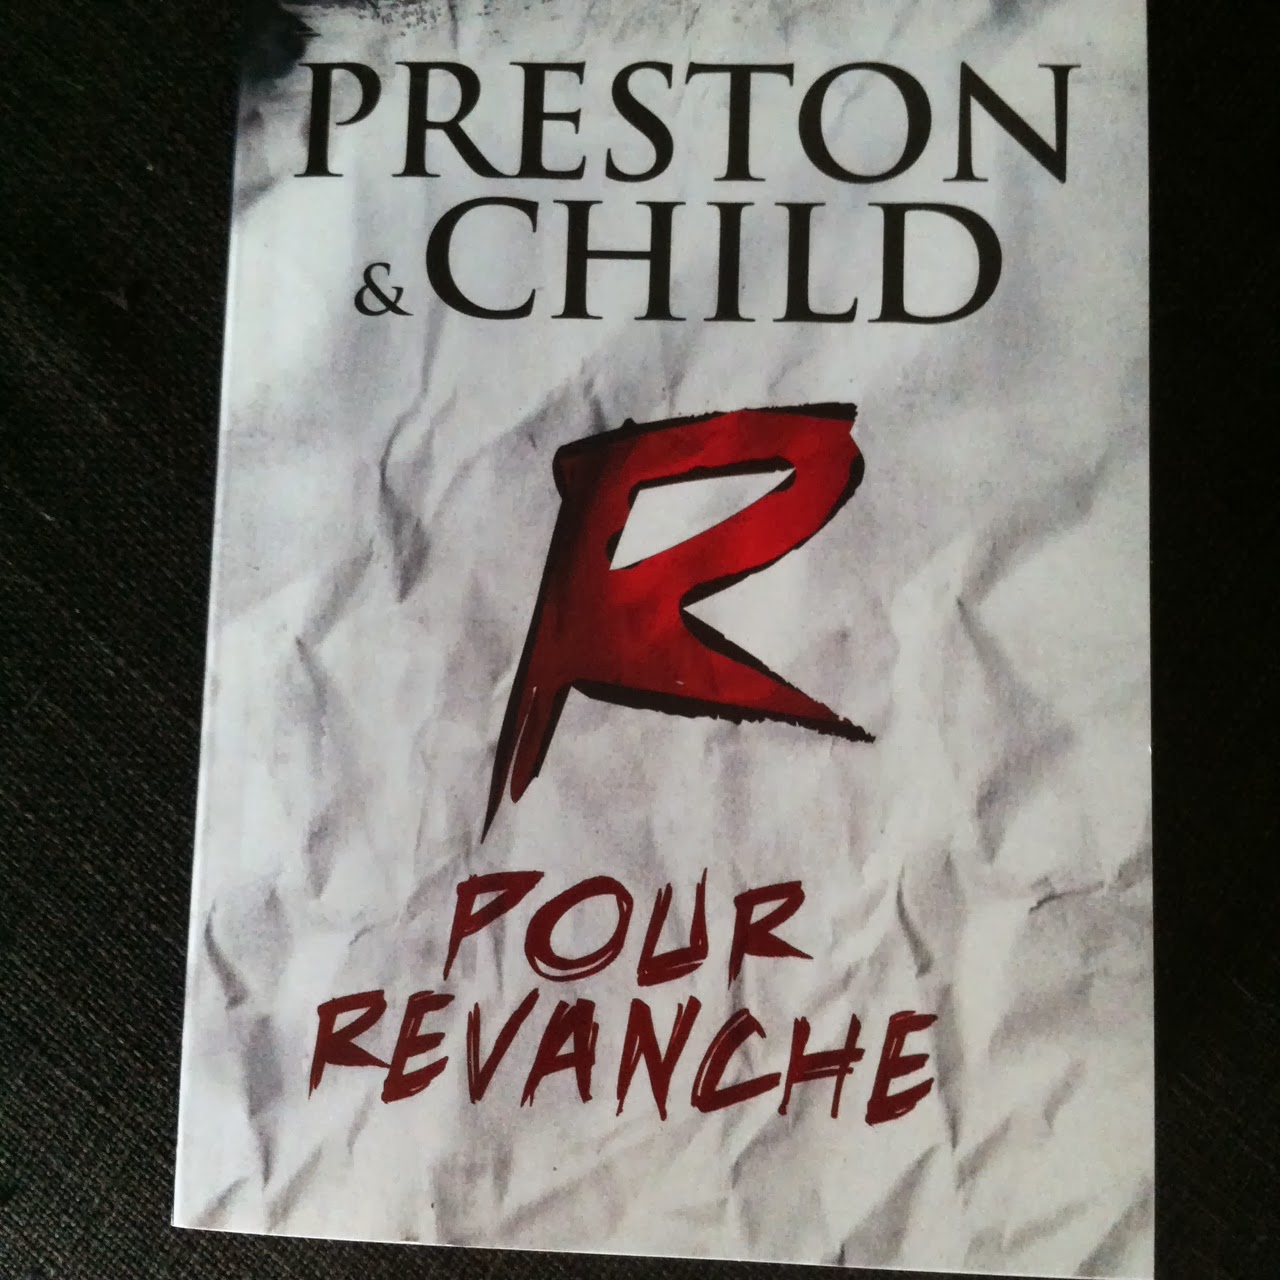 PRESTON
& CHILD
R
POUR
REVANCHE